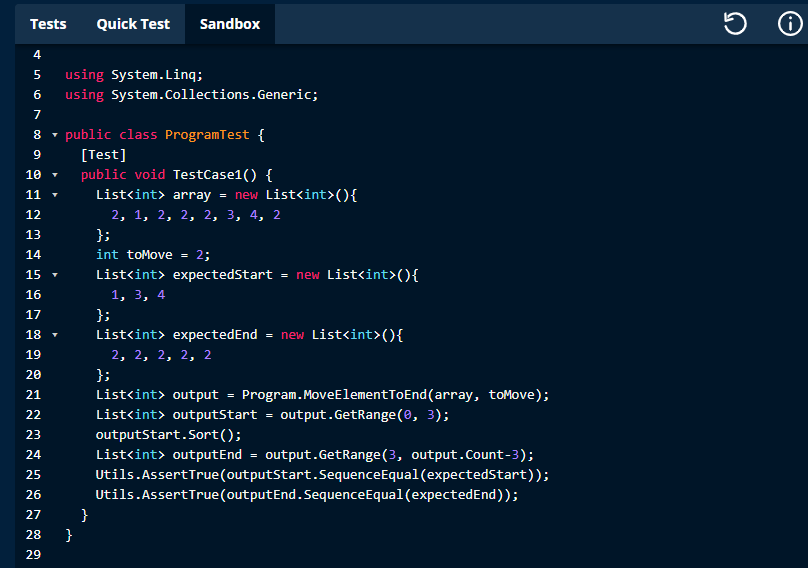 Tests Quick Test Sandbox
4
5 using System.Linq;
6 using System.Collections.Generic;
7
8 public class ProgramTest {
9 [Test]
10 public void TestCase1() {
11 List<int> array = new List<int>(){
12 2, 1, 2, 2, 2, 3, 4, 2
13 };
14 int toMove = 2;
15 List<int> expectedStart = new List<int>(){
16 1, 3, 4
17 };
18 List<int> expectedEnd = new List<int>(){
19 2, 2, 2, 2, 2
20 };
21 List<int> output = Program.MoveElementToEnd(array, toMove);
22 List<int> outputStart = output.GetRange(0, 3);
23 outputStart.Sort();
24 List<int> outputEnd = output.GetRange(3, output.Count-3);
25 Utils.AssertTrue(outputStart.SequenceEqual(expectedStart));
26 Utils.AssertTrue(outputEnd.SequenceEqual(expectedEnd));
27 }
28 }
29